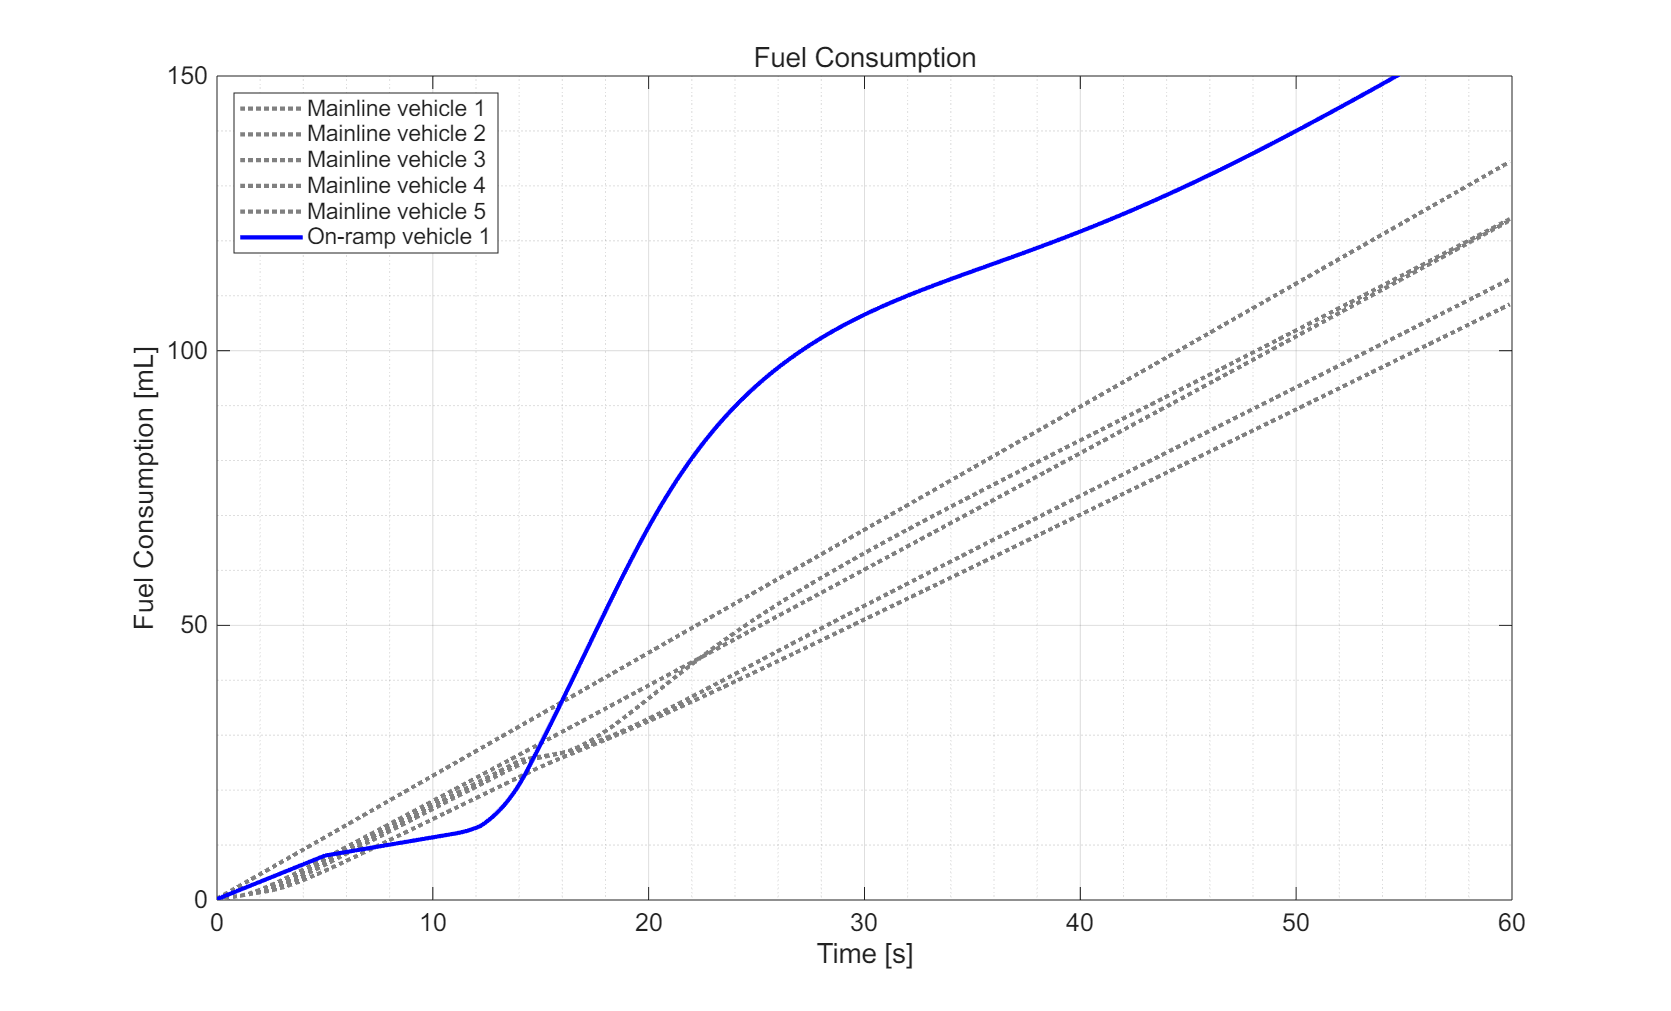 Fuel Consumption
150
Mainline vehicle 1
Mainline vehicle 2
Mainline vehicle 3
Mainline vehicle 4
Mainline vehicle 5
On-ramp vehicle 1
100
Fuel Consumption [mL]
50
0
0 10 20 30 40 50 60
Time [s]